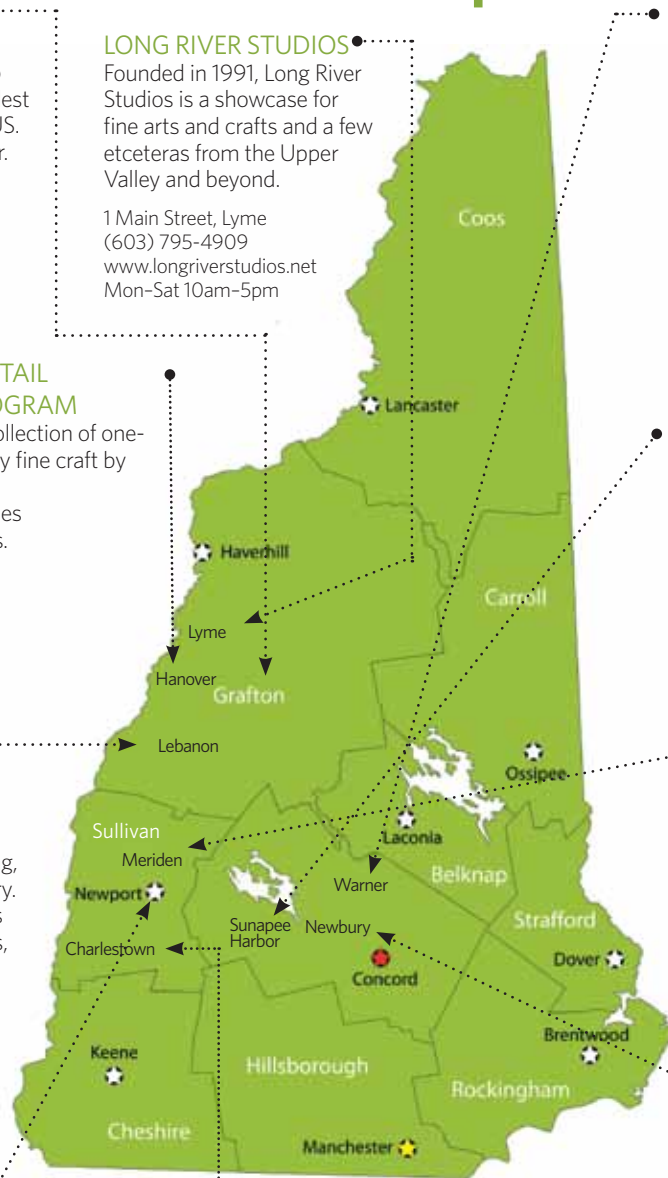 LONG RIVER STUDIOS
Founded in 1991, Long River
Studios is a showcase for
fine arts and crafts and a few
etceteras from the Upper
Valley and beyond.
1 Main Street, Lyme
(603) 795-4909
www.longriverstudios.net
Mon–Sat 10am–5pm
est
US.
r.
TAIL
OGRAM
ollection of one-
y fine craft by
es
s.
g,
ry.
s
s,
Coos
Lancaster
Haverhill
Carroll
Lyme
Hanover
Grafton
Lebanon
Ossipee
Sullivan
Laconia
Meriden
Belknap
Warner
Newport
Strafford
Sunapee
Harbor
Newbury
Charlestown
Dover
Concord
Brentwood
Keene
Hillsborough
Rockingham
Cheshire
Manchester